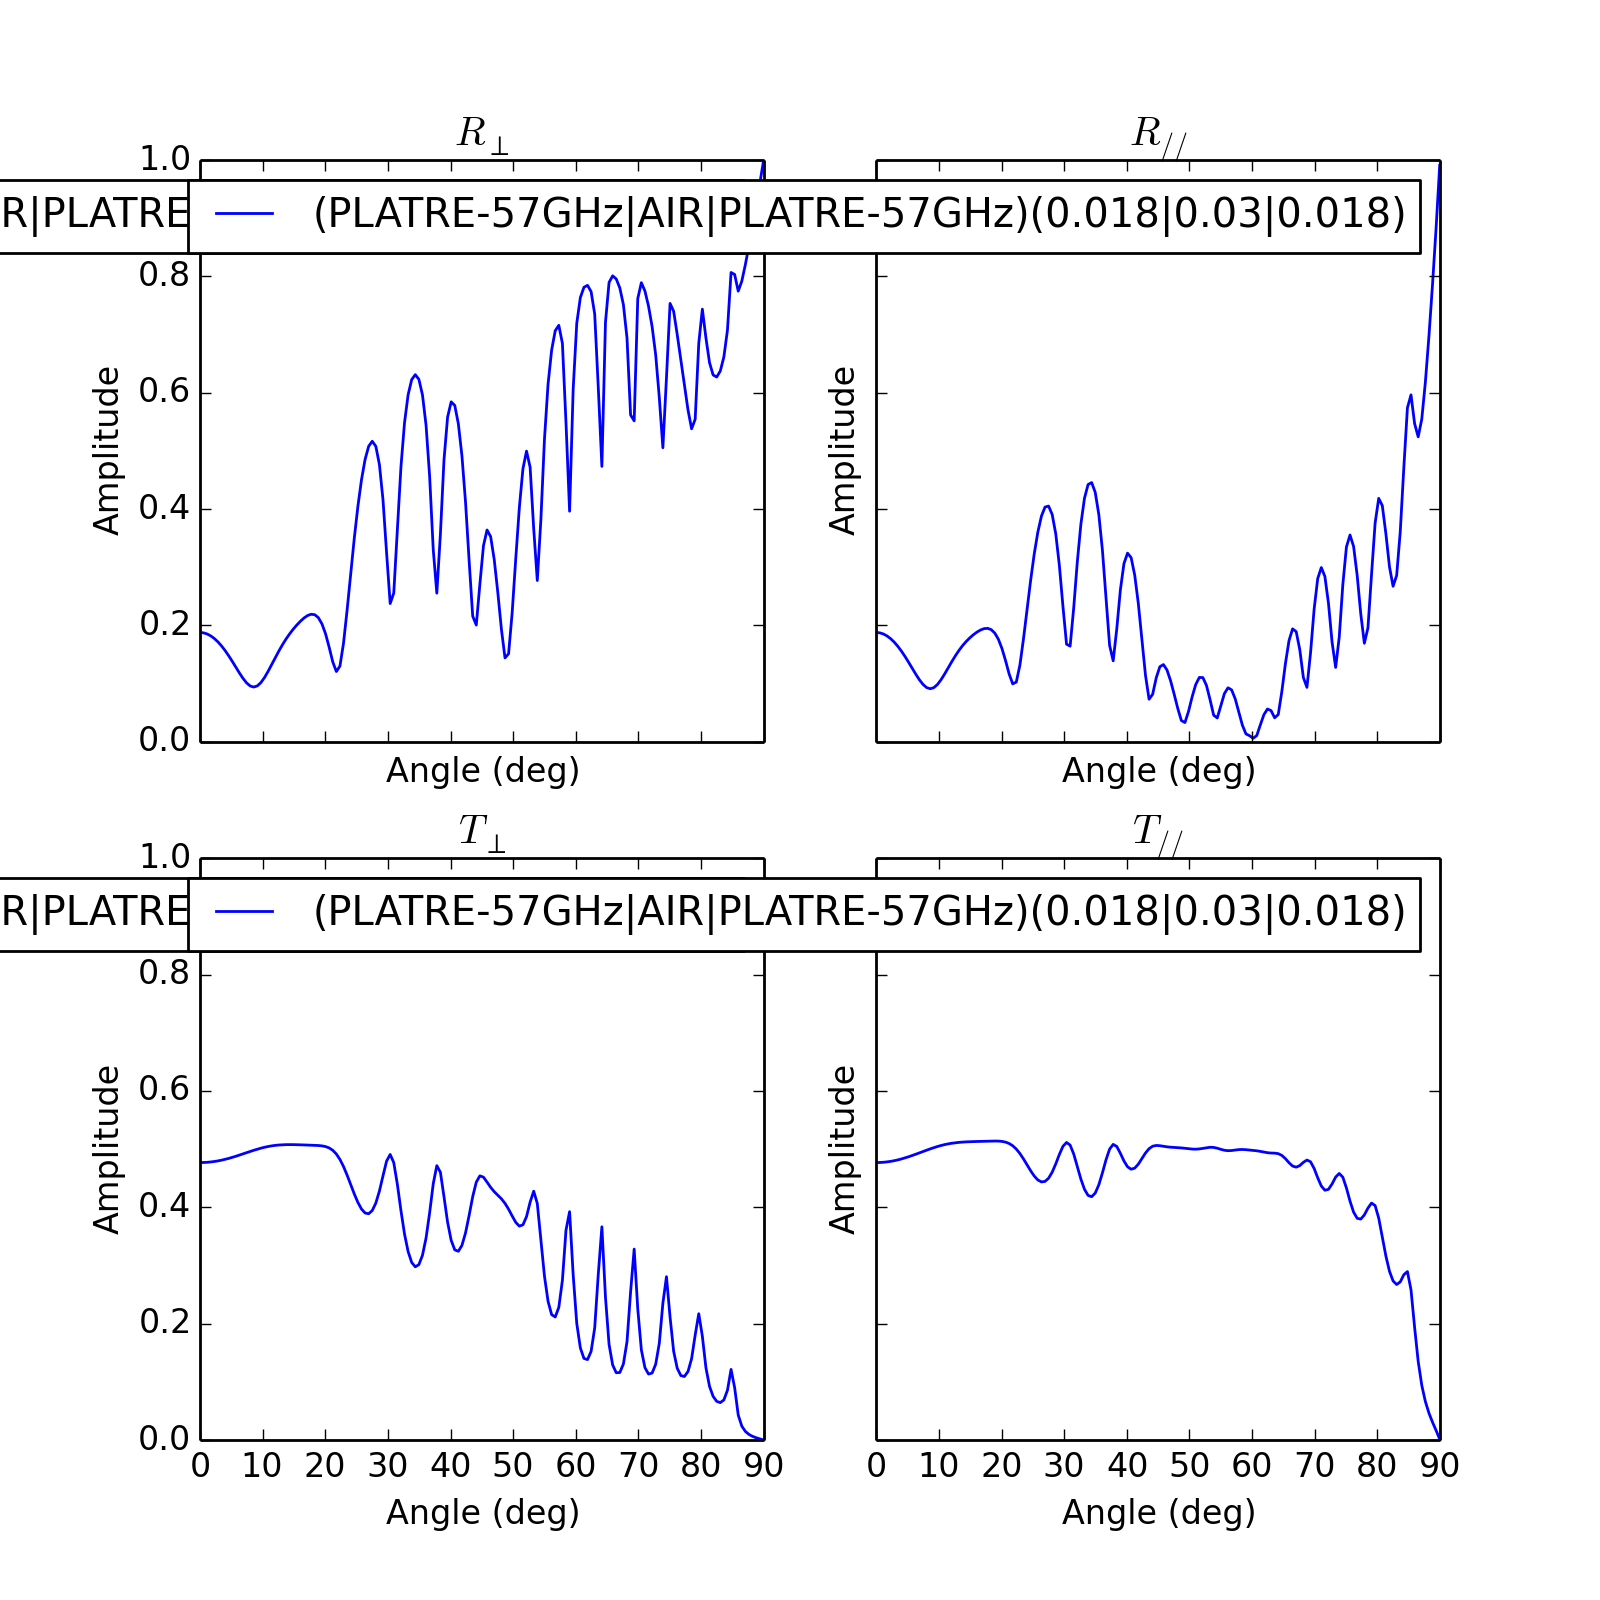 R⊥
R//
1.0
R|PLATRE
(PLATRE-57GHz|AIR|PLATRE-57GHz)(0.018|0.03|0.018)
0.8
0.6
0.4
0.2
0.0
Amplitude
Amplitude
Angle (deg)
Angle (deg)
T⊥
T//
1.0
R|PLATRE
(PLATRE-57GHz|AIR|PLATRE-57GHz)(0.018|0.03|0.018)
0.8
0.6
0.4
0.2
0.0
Amplitude
Amplitude
0 10 20 30 40 50 60 70 80 90
0 10 20 30 40 50 60 70 80 90
Angle (deg)
Angle (deg)